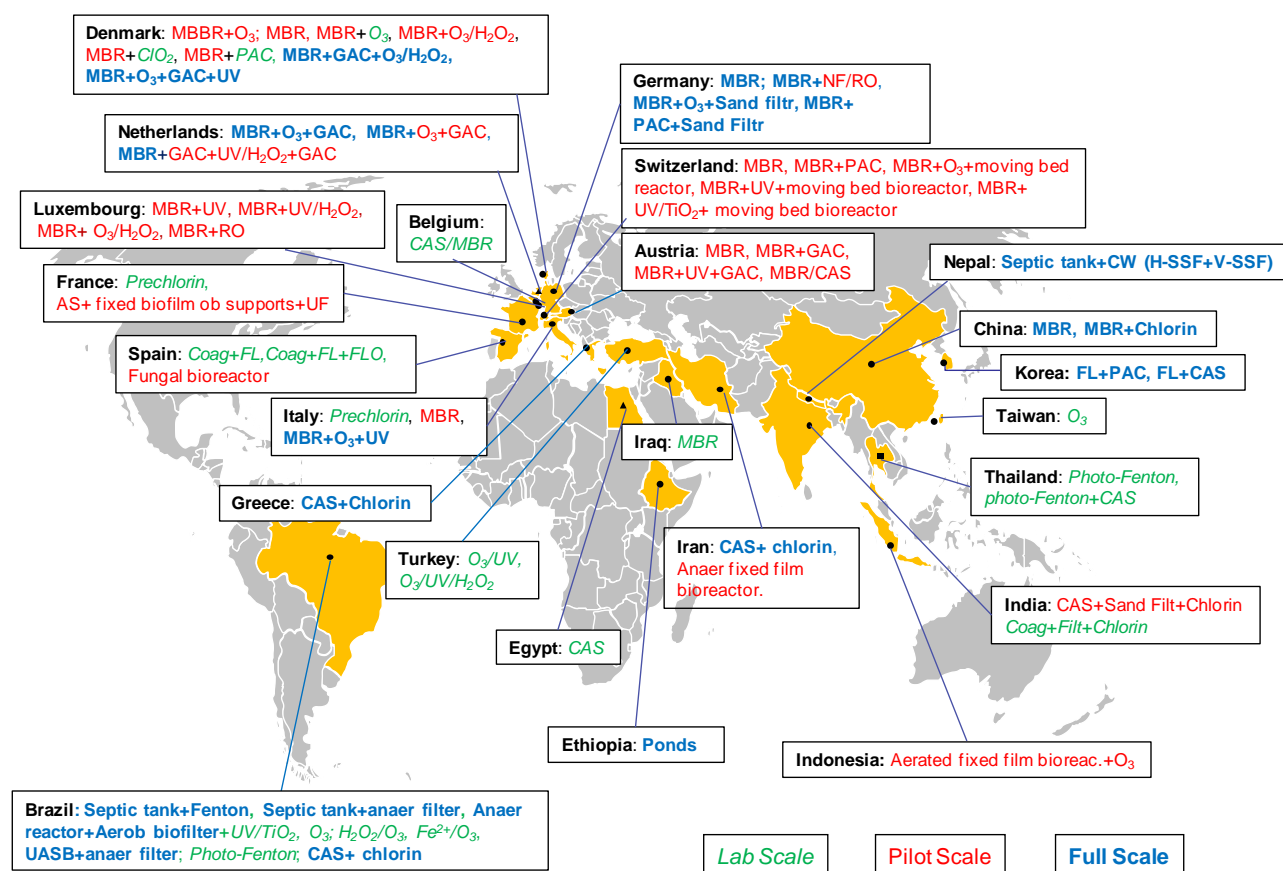 Denmark: MBBR+O₃; MBR, MBR+O₃, MBR+O₃/H₂O₂,
MBR+ClO₂, MBR+PAC, MBR+GAC+O₃/H₂O₂,
MBR+O₃+GAC+UV
Germany: MBR; MBR+NF/RO,
MBR+O₃+Sand filtr, MBR+
PAC+Sand Filtr
Netherlands: MBR+O₃+GAC, MBR+O₃+GAC,
MBR+GAC+UV/H₂O₂+GAC
Switzerland: MBR, MBR+PAC, MBR+O₃+moving bed
reactor, MBR+UV+moving bed bioreactor, MBR+
UV/TiO₂+ moving bed bioreactor
Luxembourg: MBR+UV, MBR+UV/H₂O₂,
MBR+ O₃/H₂O₂, MBR+RO
Belgium:
CAS/MBR
Austria: MBR, MBR+GAC,
MBR+UV+GAC, MBR/CAS
Nepal: Septic tank+CW (H-SSF+V-SSF)
France: Prechlorin,
AS+ fixed biofilm ob supports+UF
China: MBR, MBR+Chlorin
Spain: Coag+FL,Coag+FL+FLO,
Fungal bioreactor
Korea: FL+PAC, FL+CAS
Italy: Prechlorin, MBR,
MBR+O₃+UV
Iraq: MBR
Taiwan: O₃
Thailand: Photo-Fenton,
photo-Fenton+CAS
Greece: CAS+Chlorin
Turkey: O₃/UV,
O₃/UV/H₂O₂
Iran: CAS+ chlorin,
Anaer fixed film
bioreactor.
India: CAS+Sand Filt+Chlorin
Coag+Filt+Chlorin
Egypt: CAS
Ethiopia: Ponds
Indonesia: Aerated fixed film bioreac.+O₃
Brazil: Septic tank+Fenton, Septic tank+anaer filter, Anaer
reactor+Aerob biofilter+UV/TiO₂, O₃; H₂O₂/O₃, Fe²⁺/O₃,
UASB+anaer filter; Photo-Fenton; CAS+ chlorin
Lab Scale
Pilot Scale
Full Scale